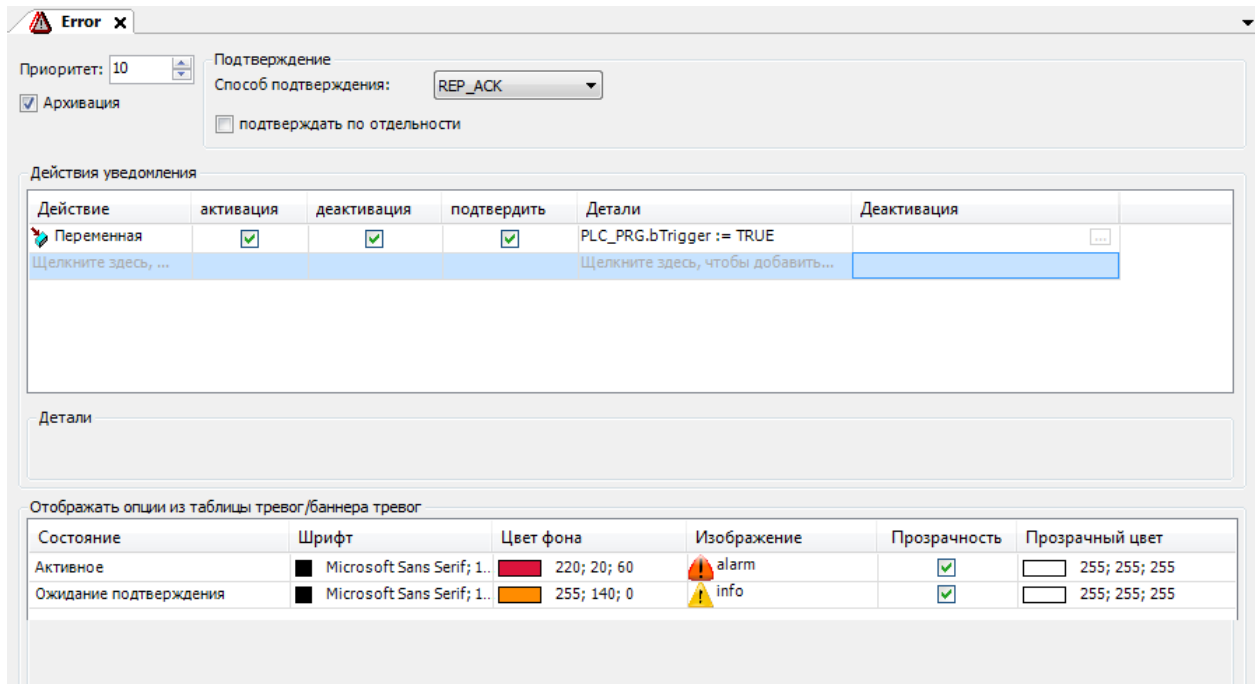 Error x
Приоритет: 10
Архивация
Подтверждение
Способ подтверждения: REP_ACK
подтверждать по отдельности
Действия уведомления
Действие активация деактивация подтвердить Детали Деактивация
Переменная PLC_PRG.bTrigger := TRUE ...
Щелкните здесь, ... Щелкните здесь, чтобы добавить...
Детали
Отображать опции из таблицы тревог/баннера тревог
Состояние Шрифт Цвет фона Изображение Прозрачность Прозрачный цвет
Активное Microsoft Sans Serif; 1.. 220; 20; 60 alarm 255; 255; 255
Ожидание подтверждения Microsoft Sans Serif; 1.. 255; 140; 0 info 255; 255; 255